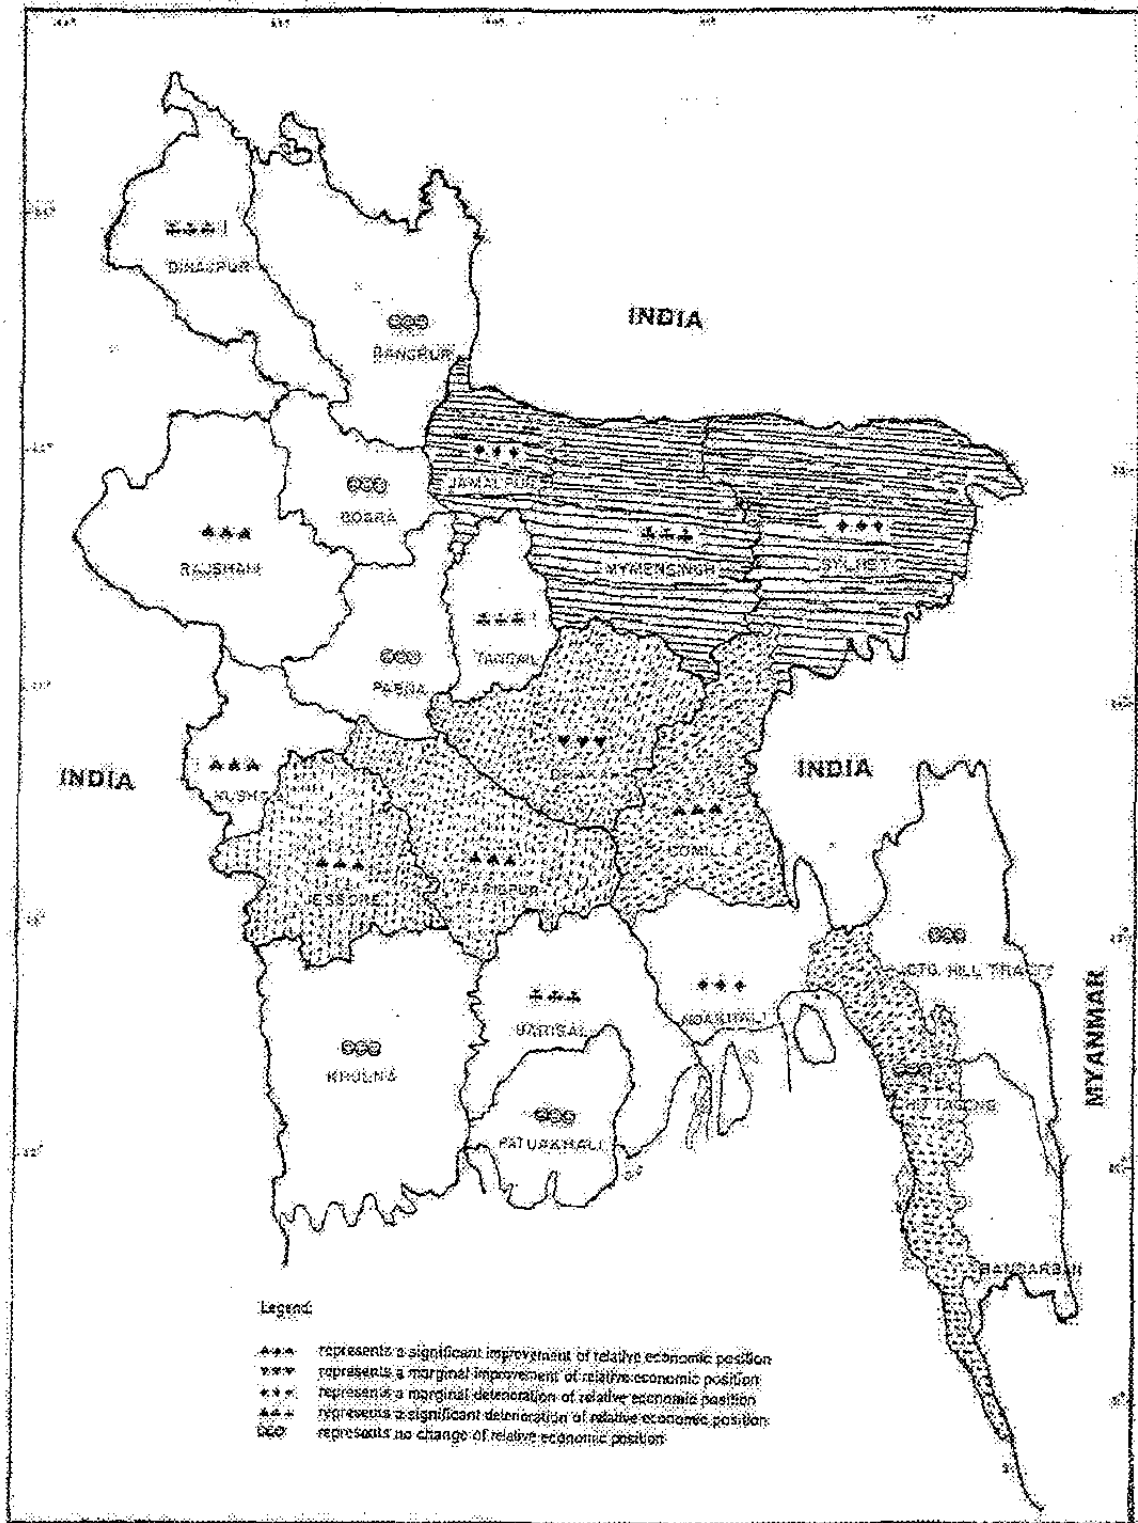 DINAJPUR
INDIA
RANGPUR
JAMALPUR
BOGRA
RAJSHAHI
MYMENSINGH
SYLHET
TANGAIL
PABNA
INDIA
INDIA
KUSHT
DHAKA
COMILLA
JESSORE
FARIDPUR
CTG. HILL TRACTS
MYANMAR
BARISAL
NOAKHALI
KHULNA
CHITTAGONG
PATUAKHALI
BANDARBAN
Legend:
represents a significant improvement of relative economic position
represents a marginal improvement of relative economic position
represents a marginal deterioration of relative economic position
represents a significant deterioration of relative economic position
represents no change of relative economic position